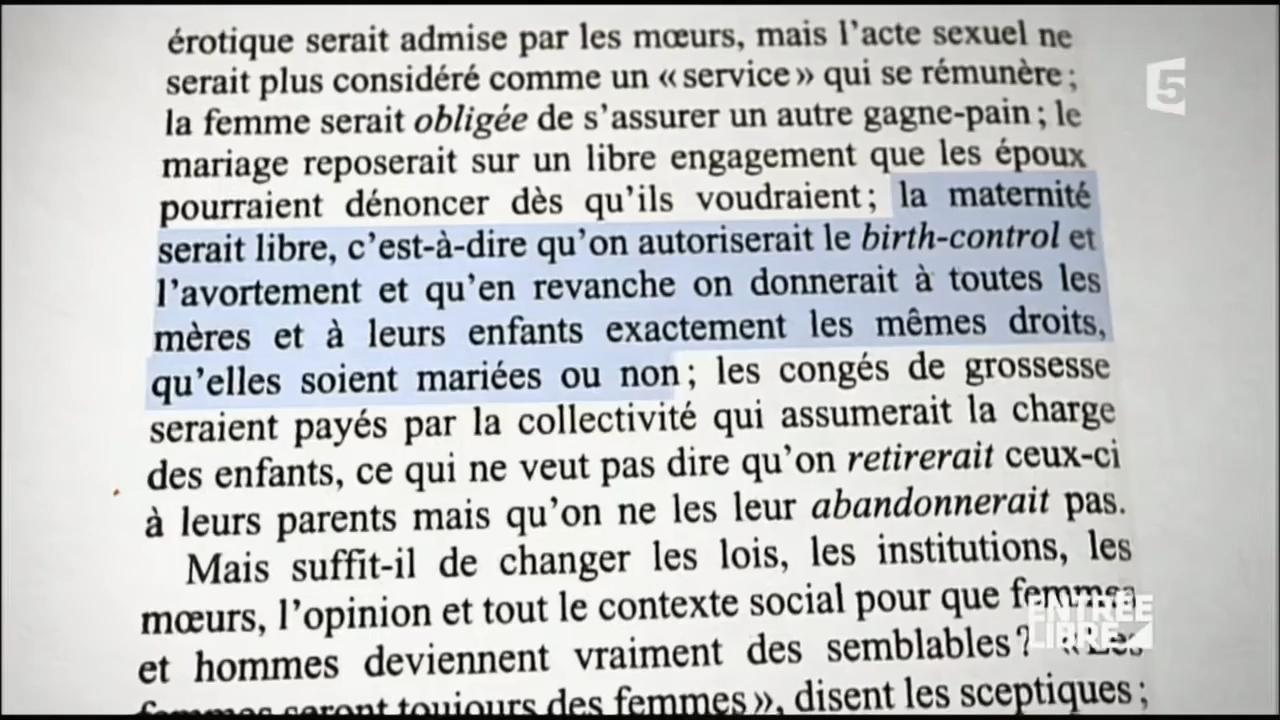 érotique serait admise par les mœurs, mais l'acte sexuel ne
serait plus considéré comme un « service » qui se rémunère ;
la femme serait obligée de s'assurer un autre gagne-pain ; le
mariage reposerait sur un libre engagement que les époux
pourraient dénoncer dès qu'ils voudraient ; la maternité
serait libre, c'est-à-dire qu'on autoriserait le birth-control et
l'avortement et qu'en revanche on donnerait à toutes les
mères et à leurs enfants exactement les mêmes droits,
qu'elles soient mariées ou non ; les congés de grossesse
seraient payés par la collectivité qui assumerait la charge
des enfants, ce qui ne veut pas dire qu'on retirerait ceux-ci
à leurs parents mais qu'on ne les leur abandonnerait pas.
Mais suffit-il de changer les lois, les institutions, les
mœurs, l'opinion et tout le contexte social pour que femmes
et hommes deviennent vraiment des semblables ? « Les
femmes seront toujours des femmes », disent les sceptiques ;
5
ENTRÉE
LIBRE